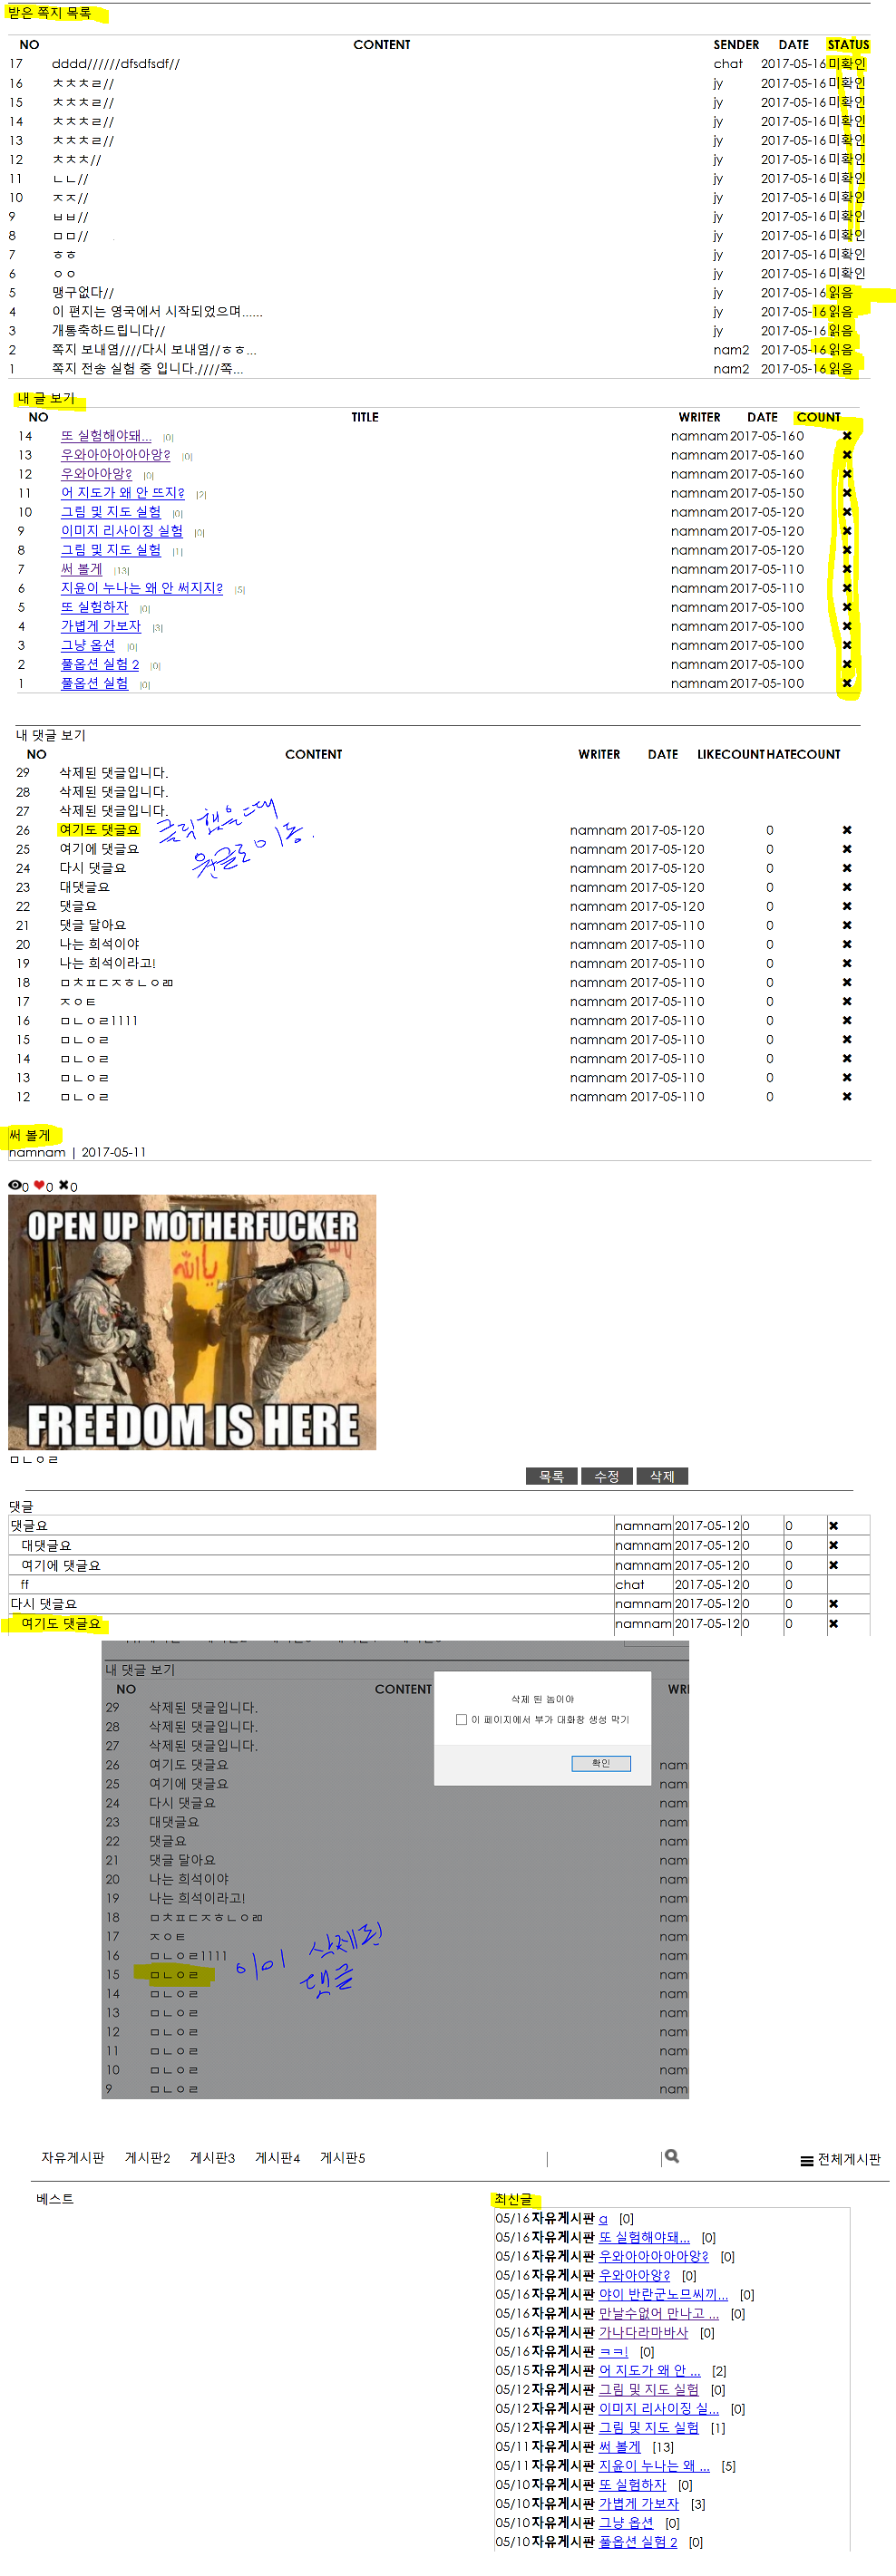 받은 쪽지 목록
NO CONTENT SENDER DATE STATUS
17 dddd//////dfsdfsdf// chat 2017-05-16 미확인
16 ㅊㅊㅊㄹ// jy 2017-05-16 미확인
15 ㅊㅊㅊㄹ// jy 2017-05-16 미확인
14 ㅊㅊㅊㄹ// jy 2017-05-16 미확인
13 ㅊㅊㅊㄹ// jy 2017-05-16 미확인
12 ㅊㅊㅊ// jy 2017-05-16 미확인
11 ㄴㄴ// jy 2017-05-16 미확인
10 ㅈㅈ// jy 2017-05-16 미확인
9 ㅂㅂ// jy 2017-05-16 미확인
8 ㅁㅁ// jy 2017-05-16 미확인
7 ㅎㅎ jy 2017-05-16 미확인
6 ㅇㅇ jy 2017-05-16 미확인
5 맹구없다// jy 2017-05-16 읽음
4 이 편지는 영국에서 시작되었으며...... jy 2017-05-16 읽음
3 개통축하드립니다// jy 2017-05-16 읽음
2 쪽지 보내염////다시 보내염//ㅎㅎ... nam2 2017-05-16 읽음
1 쪽지 전송 실험 중 입니다.////쪽... nam2 2017-05-16 읽음
내 글 보기
NO TITLE WRITER DATE COUNT
14 또 실험해야돼... [0] namnam 2017-05-16 0 ✖
13 우와아아아아아앙? [0] namnam 2017-05-16 0 ✖
12 우와아아앙? [0] namnam 2017-05-16 0 ✖
11 어 지도가 왜 안 뜨지? [2] namnam 2017-05-15 0 ✖
10 그림 및 지도 실험 [0] namnam 2017-05-12 0 ✖
9 이미지 리사이징 실험 [0] namnam 2017-05-12 0 ✖
8 그림 및 지도 실험 [1] namnam 2017-05-12 0 ✖
7 써 볼게 [13] namnam 2017-05-11 0 ✖
6 지윤이 누나는 왜 안 써지지? [5] namnam 2017-05-11 0 ✖
5 또 실험하자 [0] namnam 2017-05-10 0 ✖
4 가볍게 가보자 [3] namnam 2017-05-10 0 ✖
3 그냥 옵션 [0] namnam 2017-05-10 0 ✖
2 풀옵션 실험 2 [0] namnam 2017-05-10 0 ✖
1 풀옵션 실험 [0] namnam 2017-05-10 0 ✖
내 댓글 보기
NO CONTENT WRITER DATE LIKECOUNT HATECOUNT
29 삭제된 댓글입니다.
28 삭제된 댓글입니다.
27 삭제된 댓글입니다.
26 여기도 댓글요 namnam 2017-05-12 0 0 ✖
클릭했을때
원글로 이동.
25 여기에 댓글요 namnam 2017-05-12 0 0 ✖
24 다시 댓글요 namnam 2017-05-12 0 0 ✖
23 대댓글요 namnam 2017-05-12 0 0 ✖
22 댓글요 namnam 2017-05-12 0 0 ✖
21 댓글 달아요 namnam 2017-05-11 0 0 ✖
20 나는 희석이야 namnam 2017-05-11 0 0 ✖
19 나는 희석이라고! namnam 2017-05-11 0 0 ✖
18 ㅁㅊㅍㄷㅈㅎㄴㅇㄻ namnam 2017-05-11 0 0 ✖
17 ㅈㅇㅌ namnam 2017-05-11 0 0 ✖
16 ㅁㄴㅇㄹ1111 namnam 2017-05-11 0 0 ✖
15 ㅁㄴㅇㄹ namnam 2017-05-11 0 0 ✖
14 ㅁㄴㅇㄹ namnam 2017-05-11 0 0 ✖
13 ㅁㄴㅇㄹ namnam 2017-05-11 0 0 ✖
12 ㅁㄴㅇㄹ namnam 2017-05-11 0 0 ✖
써 볼게
namnam | 2017-05-11
0 0 0
OPEN UP MOTHERFUCKER
يا الله
FREEDOM IS HERE
ㅁㄴㅇㄹ
목록 수정 삭제
댓글
댓글요 namnam 2017-05-12 0 0 ✖
대댓글요 namnam 2017-05-12 0 0 ✖
여기에 댓글요 namnam 2017-05-12 0 0 ✖
ff chat 2017-05-12 0 0
다시 댓글요 namnam 2017-05-12 0 0 ✖
여기도 댓글요 namnam 2017-05-12 0 0 ✖
내 댓글 보기
NO CONTENT WRI
29 삭제된 댓글입니다.
28 삭제된 댓글입니다.
27 삭제된 댓글입니다.
삭제 된 놈이야
이 페이지에서 부가 대화창 생성 막기
확인
26 여기도 댓글요 nam
25 여기에 댓글요 nam
24 다시 댓글요 nam
23 대댓글요 nam
22 댓글요 nam
21 댓글 달아요 nam
20 나는 희석이야 nam
19 나는 희석이라고! nam
18 ㅁㅊㅍㄷㅈㅎㄴㅇㄻ nam
17 ㅈㅇㅌ nam
16 ㅁㄴㅇㄹ1111 nam
15 ㅁㄴㅇㄹ nam
이미 삭제된
댓글
14 ㅁㄴㅇㄹ nam
13 ㅁㄴㅇㄹ nam
12 ㅁㄴㅇㄹ nam
11 ㅁㄴㅇㄹ nam
10 ㅁㄴㅇㄹ nam
9 ㅁㄴㅇㄹ nam
자유게시판 게시판2 게시판3 게시판4 게시판5 전체게시판
베스트
최신글
05/16 자유게시판 a [0]
05/16 자유게시판 또 실험해야돼... [0]
05/16 자유게시판 우와아아아아아앙? [0]
05/16 자유게시판 우와아아앙? [0]
05/16 자유게시판 야이 반란군노므씨끼... [0]
05/16 자유게시판 만날수없어 만나고 ... [0]
05/16 자유게시판 가나다라마바사 [0]
05/16 자유게시판 ㅋㅋ! [0]
05/15 자유게시판 어 지도가 왜 안 ... [2]
05/12 자유게시판 그림 및 지도 실험 [0]
05/12 자유게시판 이미지 리사이징 실... [0]
05/12 자유게시판 그림 및 지도 실험 [1]
05/11 자유게시판 써 볼게 [13]
05/11 자유게시판 지윤이 누나는 왜 ... [5]
05/10 자유게시판 또 실험하자 [0]
05/10 자유게시판 가볍게 가보자 [3]
05/10 자유게시판 그냥 옵션 [0]
05/10 자유게시판 풀옵션 실험 2 [0]